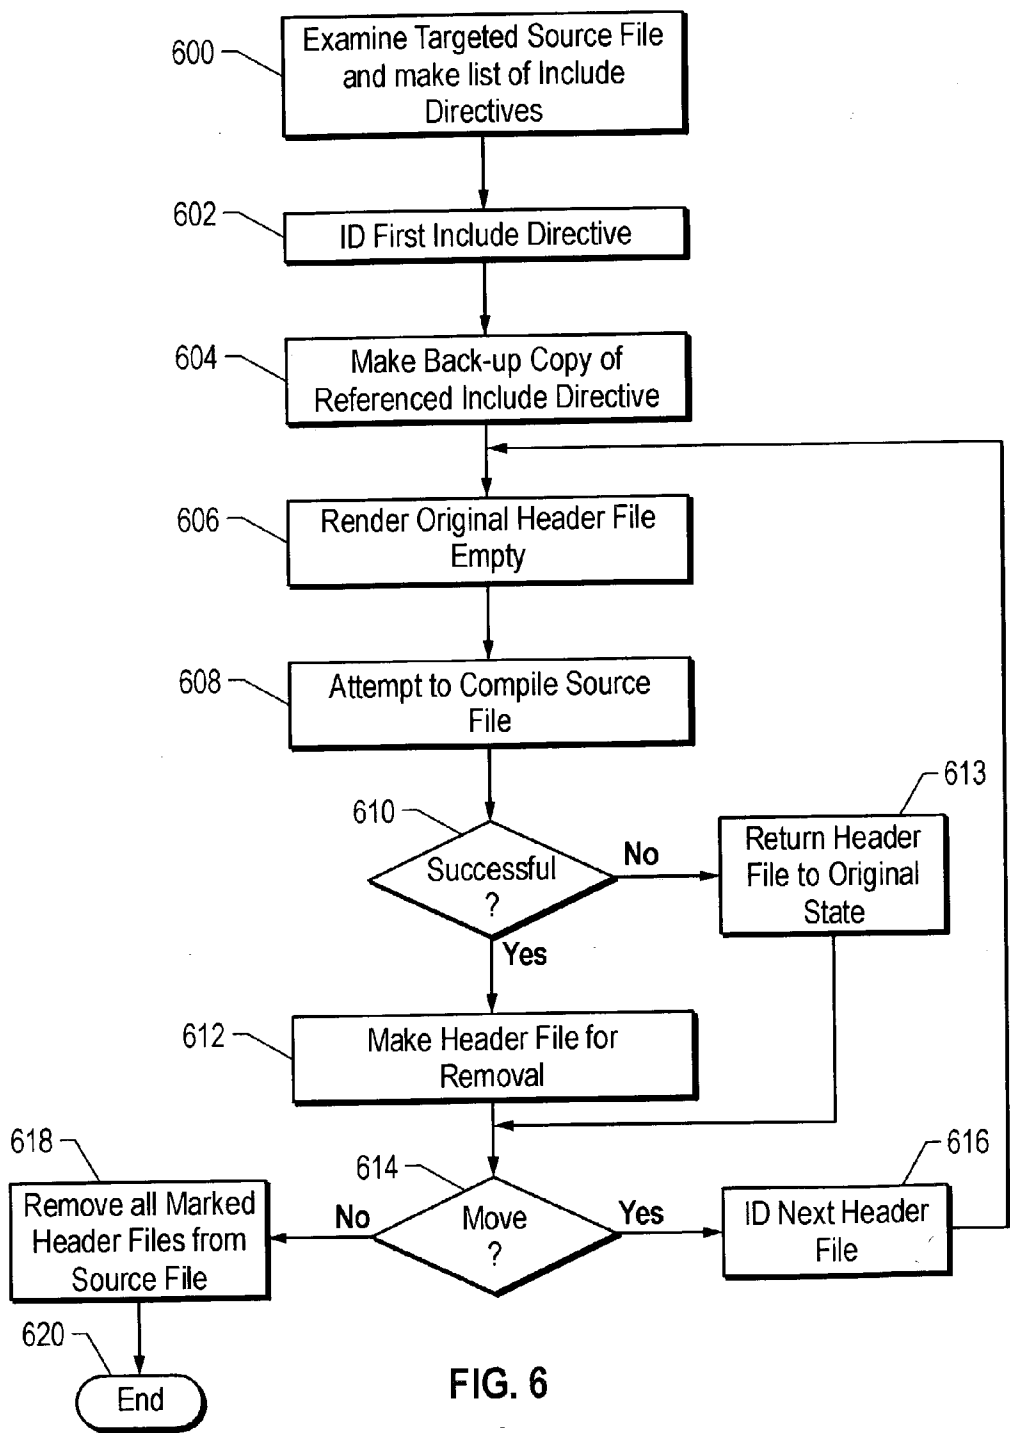 600
Examine Targeted Source File
and make list of Include
Directives
602
ID First Include Directive
604
Make Back-up Copy of
Referenced Include Directive
606
Render Original Header File
Empty
608
Attempt to Compile Source
File
610
Successful
?
No
Yes
613
Return Header
File to Original
State
612
Make Header File for
Removal
614
Move
?
No
Yes
616
ID Next Header
File
618
Remove all Marked
Header Files from
Source File
620
End
FIG. 6